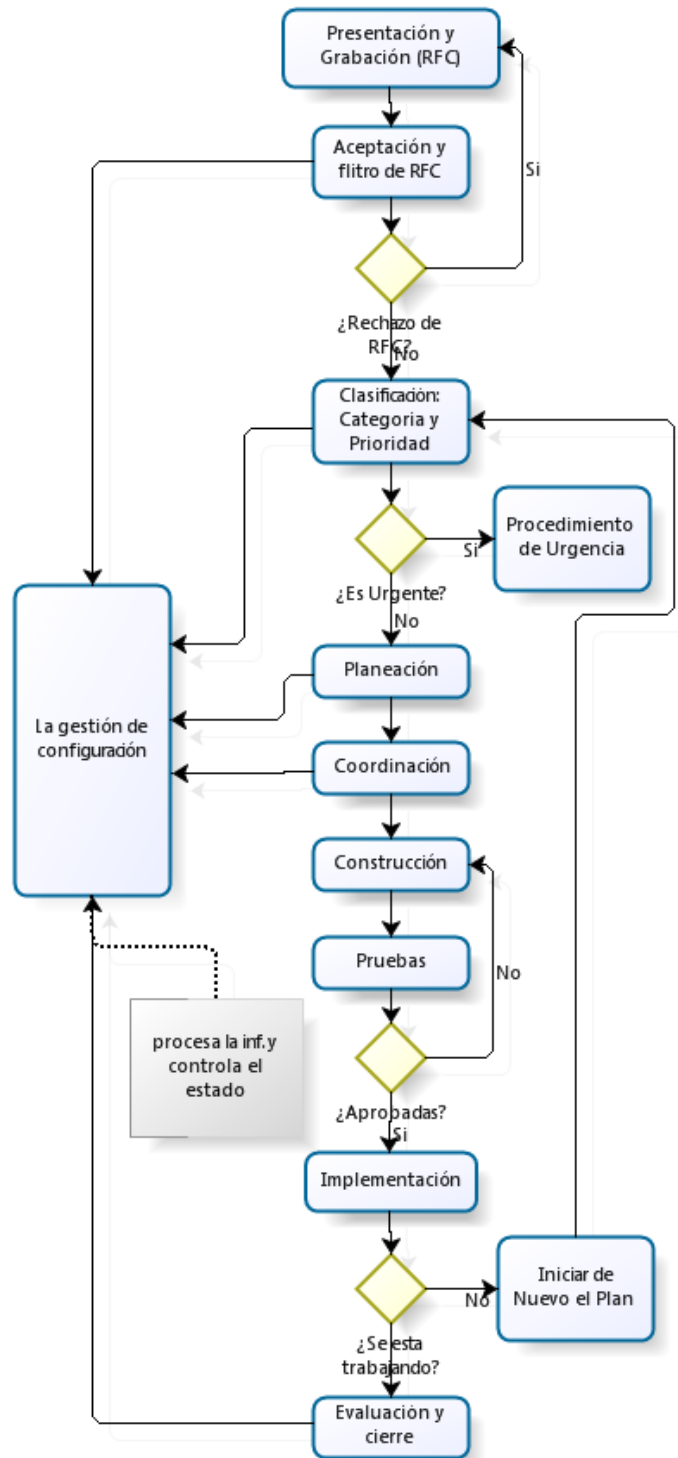 Presentación y
Grabación (RFC)
Aceptación y
flitro de RFC
Si
¿Rechazo de
RFC?
No
Clasificación:
Categoria y
Prioridad
Procedimiento
de Urgencia
Si
¿Es Urgente?
No
Planeación
La gestión de
configuración
Coordinación
Construcción
Pruebas
No
procesa la inf. y
controla el
estado
¿Aprobadas?
Si
Implementación
Iniciar de
Nuevo el Plan
No
¿Se esta
trabajando?
Evaluación y
cierre